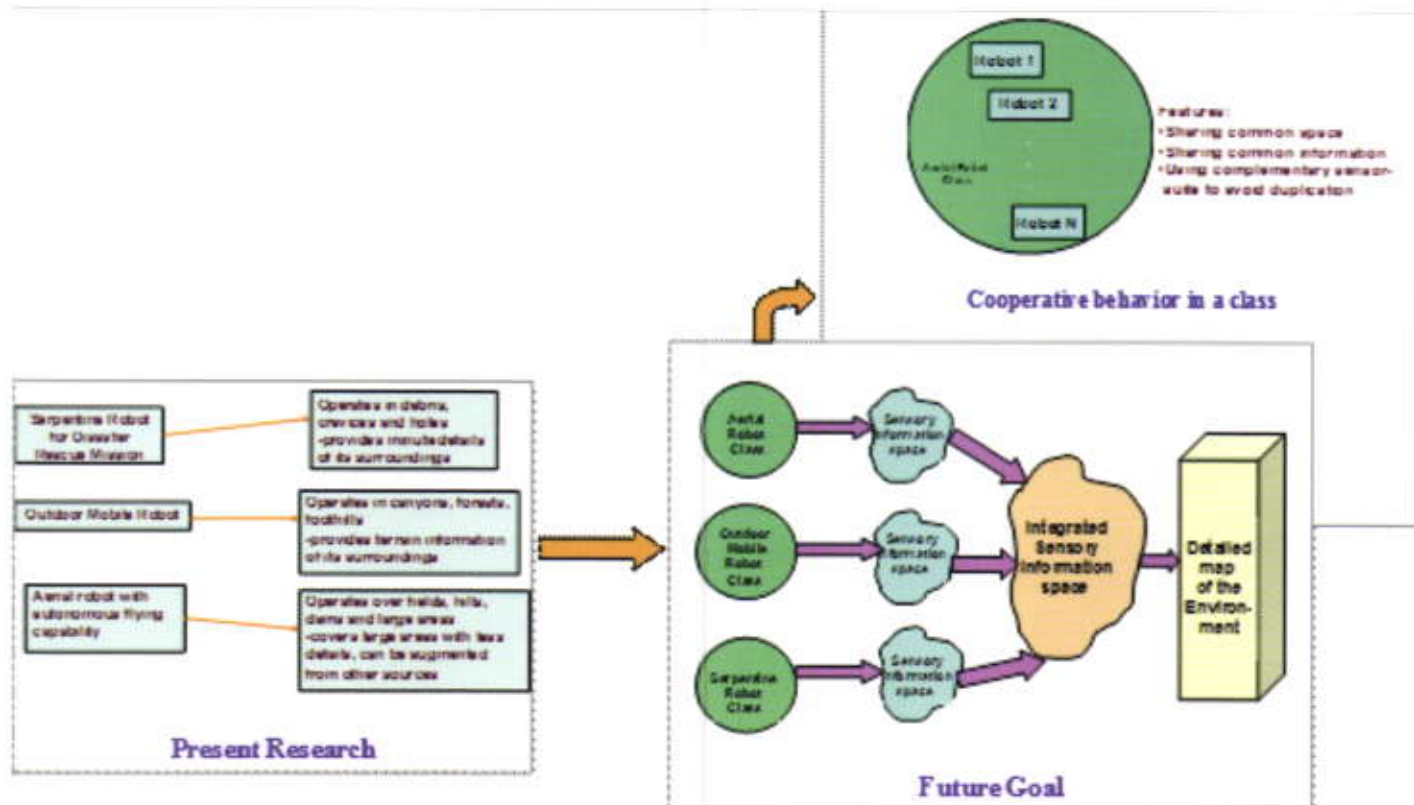 Robot 1
Robot 2
Aerial Robot
Class
Robot N
Features:
•Sharing common space
•Sharing common information
•Using complementary sensor-
suite to avoid duplication
Cooperative behavior in a class
Serpentine Robot
for Disaster
Rescue Mission
Operates in debris,
crevices and holes
-provides minute details
of its surroundings
Outdoor Mobile Robot
Operates in canyons, forests,
foothills
-provides terrain information
of its surroundings
Aerial robot with
autonomous flying
capability
Operates over fields, hills,
dams and large areas
-covers large areas with less
details, can be augmented
from other sources
Present Research
Aerial
Robot
Class
Sensory
Information
space
Outdoor
Mobile
Robot
Class
Sensory
Information
space
Serpentine
Robot
Class
Sensory
Information
space
Integrated
Sensory
Information
space
Detailed
map
of the
Environ-
ment
Future Goal